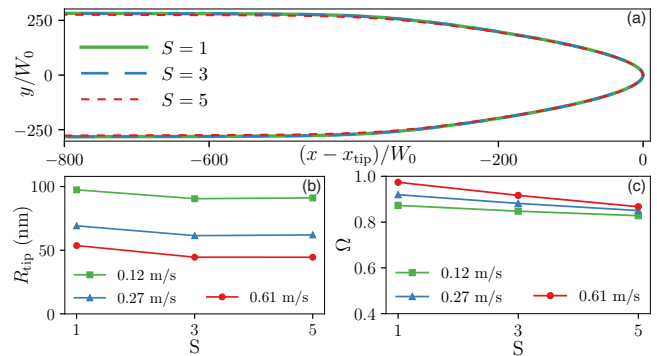 (a)
y/W₀
250
0
−250
S = 1
S = 3
S = 5
−800
−600
(x − x_tip)/W₀
−200
0
(b)
R_tip (nm)
100
50
0
0.12 m/s
0.27 m/s
0.61 m/s
1
3
5
S
(c)
Ω
1.0
0.8
0.6
0.4
0.12 m/s
0.27 m/s
0.61 m/s
1
3
5
S